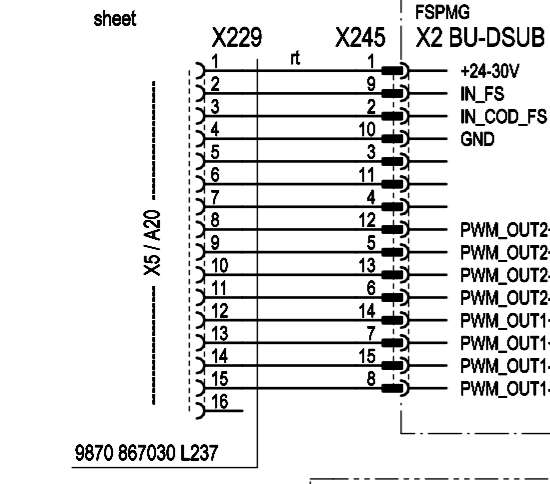 FSPMG
sheet
X229 X245 X2 BU-DSUB
1 rt 1 +24-30V
2 9 IN_FS
3 2 IN_COD_FS
4 10 GND
5 3
6 11
7 4
8 12 PWM_OUT2-
9 5 PWM_OUT2-
10 13 PWM_OUT2-
11 6 PWM_OUT2-
12 14 PWM_OUT1-
13 7 PWM_OUT1-
14 15 PWM_OUT1-
15 8 PWM_OUT1-
16
X5 / A20
9870 867030 L237